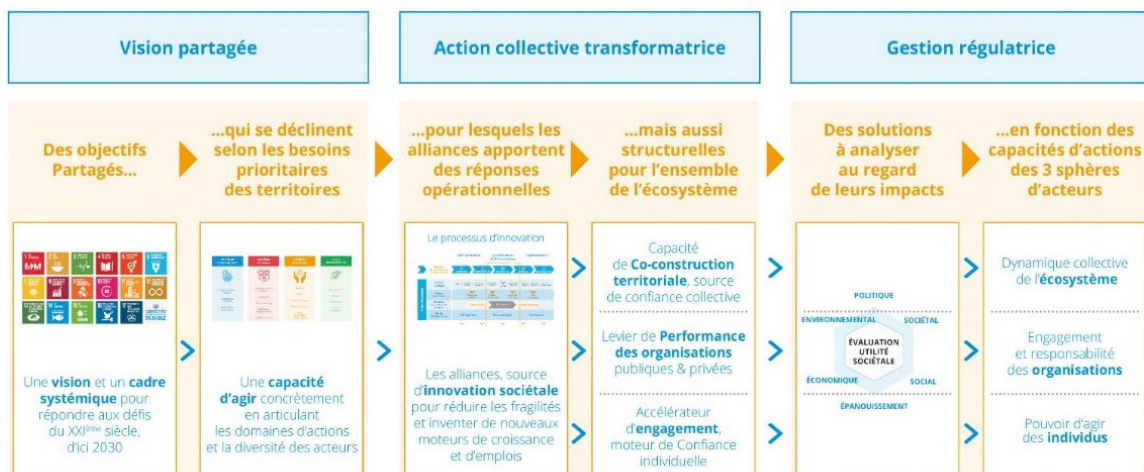 Vision partagée
Action collective transformatrice
Gestion régulatrice
Des objectifs
Partagés...
...qui se déclinent
selon les besoins
prioritaires
des territoires
...pour lesquels les
alliances apportent
des réponses
opérationnelles
...mais aussi
structurelles
pour l'ensemble
de l'écosystème
Des solutions
à analyser
au regard
de leurs impacts
...en fonction des
capacités d'actions
des 3 sphères
d'acteurs
Une vision et un cadre
systémique pour
répondre aux défis
du XXIème siècle,
d'ici 2030
Une capacité
d'agir concrètement
en articulant
les domaines d'actions
et la diversité des acteurs
Le processus d'innovation
Les alliances, source
d'innovation sociétale
pour réduire les fragilités
et inventer de nouveaux
moteurs de croissance
et d'emplois
Capacité
de Co-construction
territoriale, source
de confiance collective
Levier de Performance
des organisations
publiques & privées
Accélérateur
d'engagement,
moteur de Confiance
individuelle
POLITIQUE
ENVIRONNEMENTAL
SOCIÉTAL
ÉVALUATION
UTILITÉ
SOCIÉTALE
ÉCONOMIQUE
SOCIAL
ÉPANOUISSEMENT
Dynamique collective
de l'écosystème
Engagement
et responsabilité
des organisations
Pouvoir d'agir
des individus